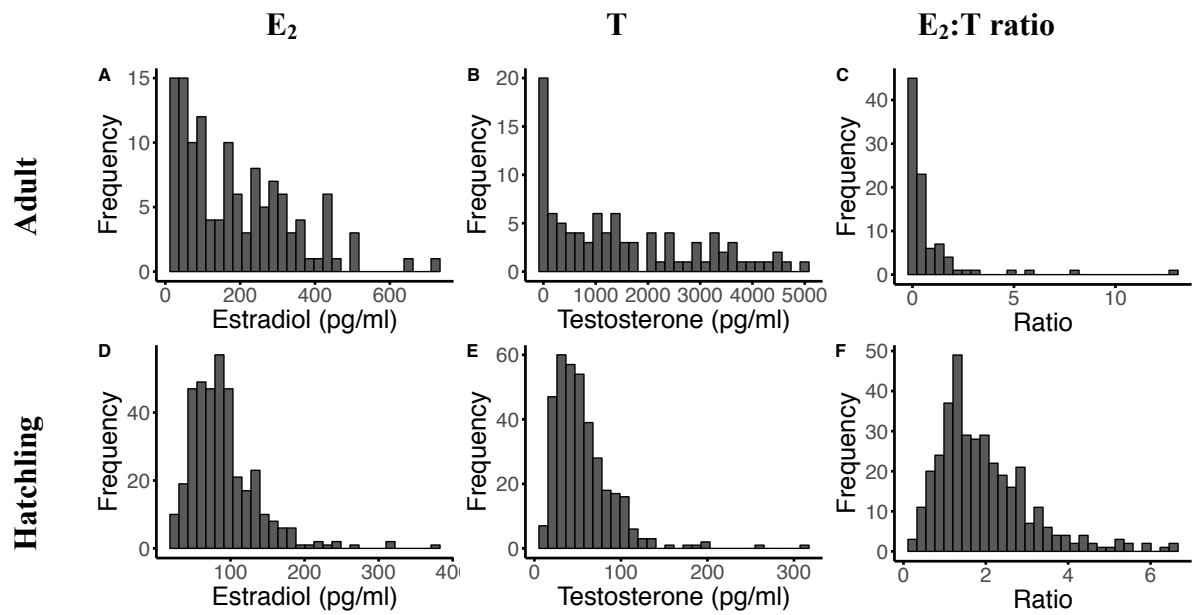 E₂ T E₂:T ratio
Adult
A
Frequency
15
10
5
0
0 200 400 600
Estradiol (pg/ml)
B
Frequency
20
15
10
5
0
0 1000 2000 3000 4000 5000
Testosterone (pg/ml)
C
Frequency
40
30
20
10
0
0 5 10
Ratio
Hatchling
D
Frequency
40
20
0
100 200 300 40
Estradiol (pg/ml)
E
Frequency
60
40
20
0
0 100 200 300
Testosterone (pg/ml)
F
Frequency
50
40
30
20
10
0
0 2 4 6
Ratio